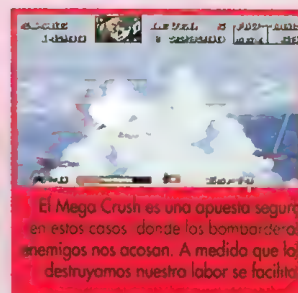 LEVEL
El Mega Crush es una apuesta segura
en estos casos donde los bombarderos
enemigos nos acosan. A medida que los
destruyamos nuestra labor se facilita